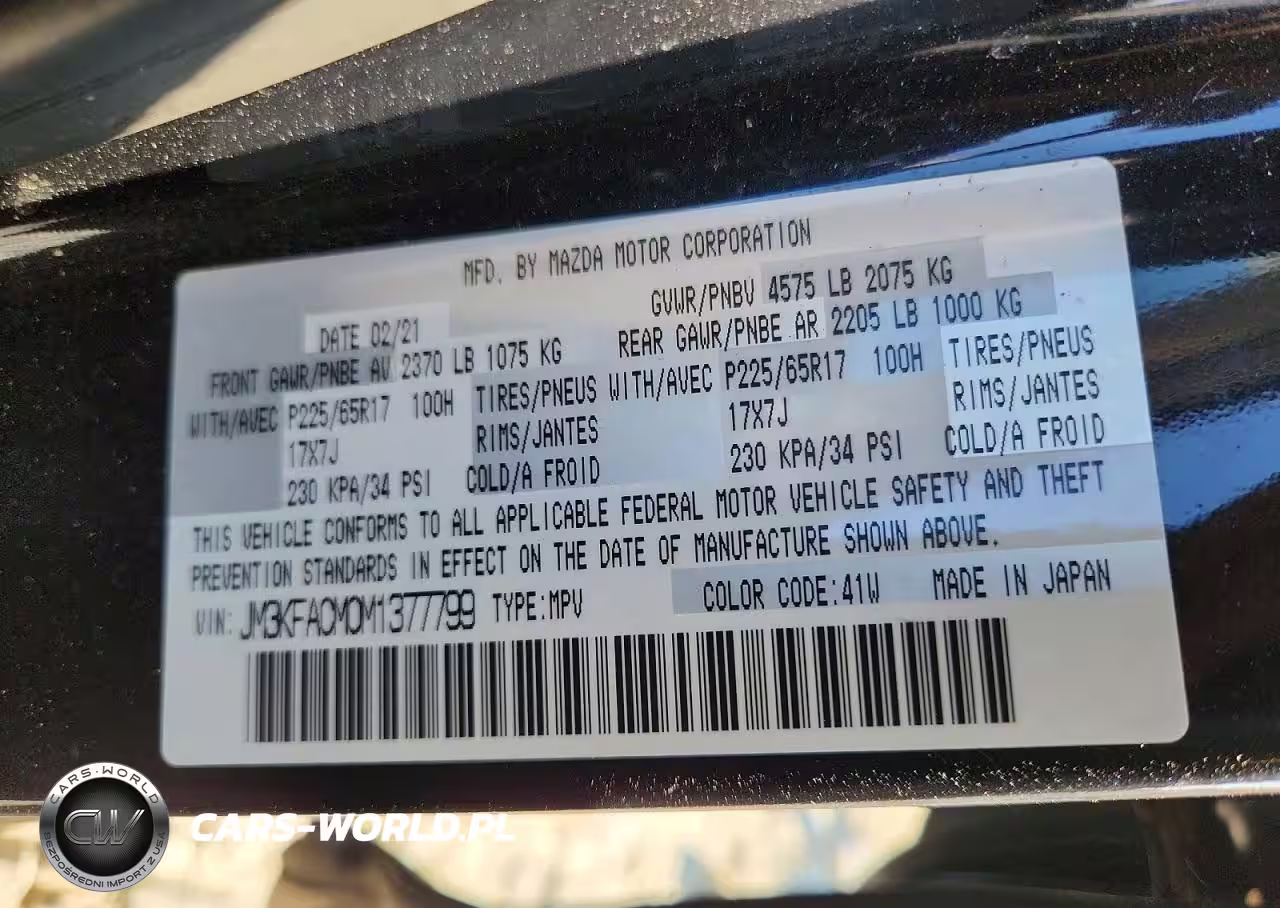 MFD. BY MAZDA MOTOR CORPORATION
DATE 02/21
GVWR/PNBV 4575 LB 2075 KG
FRONT GAWR/PNBE AV 2370 LB 1075 KG
REAR GAWR/PNBE AR 2205 LB 1000 KG
WITH/AVEC P225/65R17 100H TIRES/PNEUS
17X7J RIMS/JANTES
230 KPA/34 PSI COLD/A FROID
WITH/AVEC P225/65R17 100H TIRES/PNEUS
17X7J RIMS/JANTES
230 KPA/34 PSI COLD/A FROID
THIS VEHICLE CONFORMS TO ALL APPLICABLE FEDERAL MOTOR VEHICLE SAFETY AND THEFT
PREVENTION STANDARDS IN EFFECT ON THE DATE OF MANUFACTURE SHOWN ABOVE.
VIN: JM3KFACM0M1377799 TYPE:MPV COLOR CODE:41W MADE IN JAPAN
CARS-WORLD
CW
BEZPOŚREDNI IMPORT Z USA
CARS-WORLD.PL